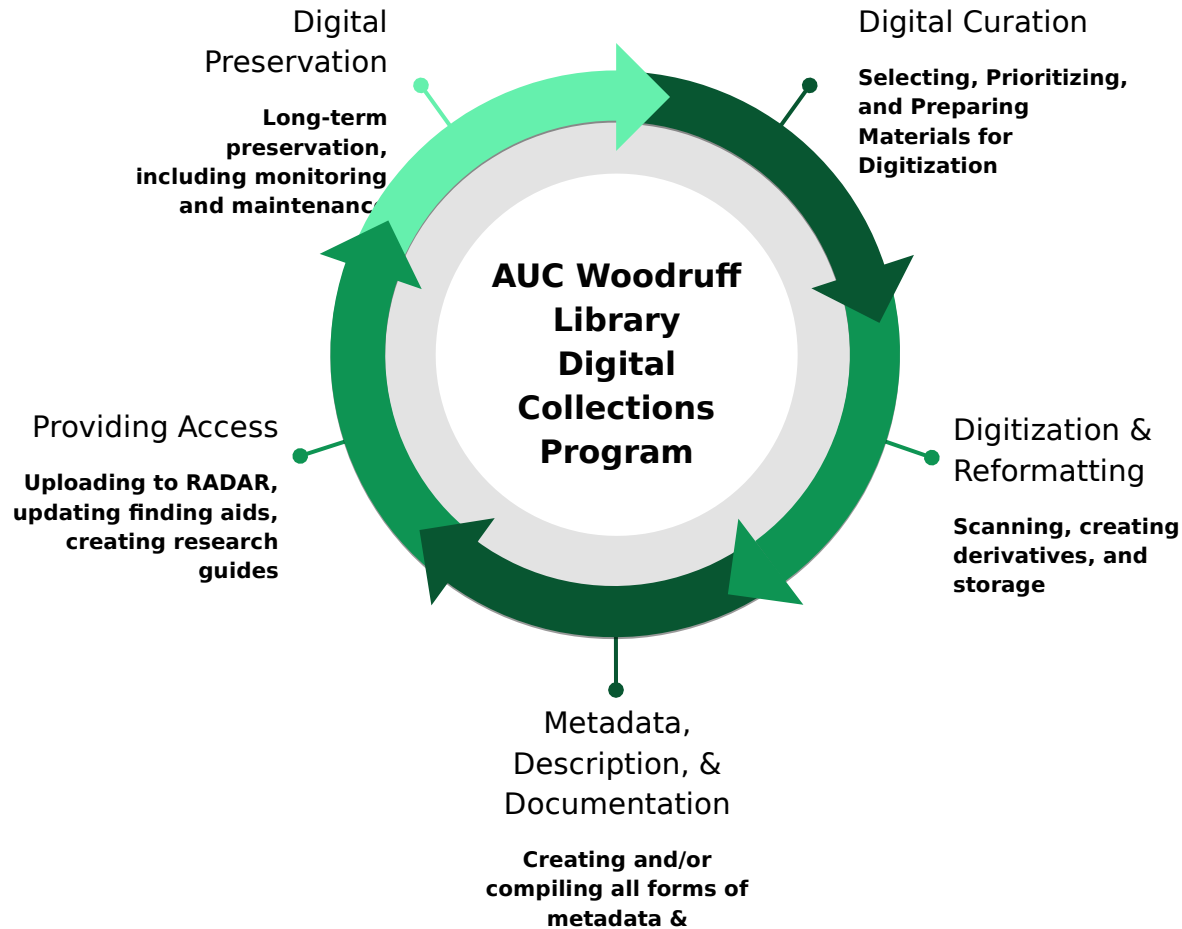 Digital
Preservation
Long-term
preservation,
including monitoring
and maintenance
Digital Curation
Selecting, Prioritizing,
and Preparing
Materials for
Digitization
AUC Woodruff
Library
Digital
Collections
Program
Providing Access
Uploading to RADAR,
updating finding aids,
creating research
guides
Digitization &
Reformatting
Scanning, creating
derivatives, and
storage
Metadata,
Description, &
Documentation
Creating and/or
compiling all forms of
metadata &